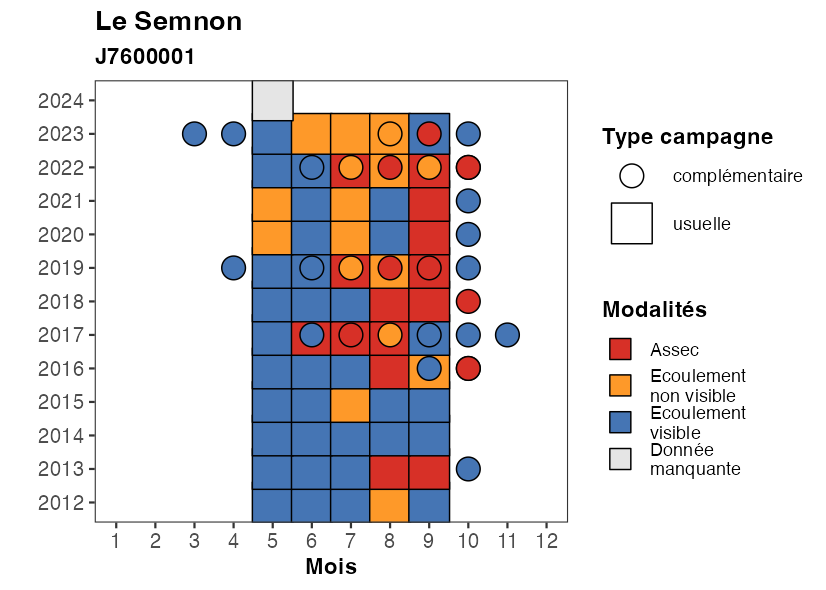 Le Semnon
J7600001
2024
2023
2022
2021
2020
2019
2018
2017
2016
2015
2014
2013
2012
1 2 3 4 5 6 7 8 9 10 11 12
Mois
Type campagne
complémentaire
usuelle
Modalités
Assec
Ecoulement
non visible
Ecoulement
visible
Donnée
manquante